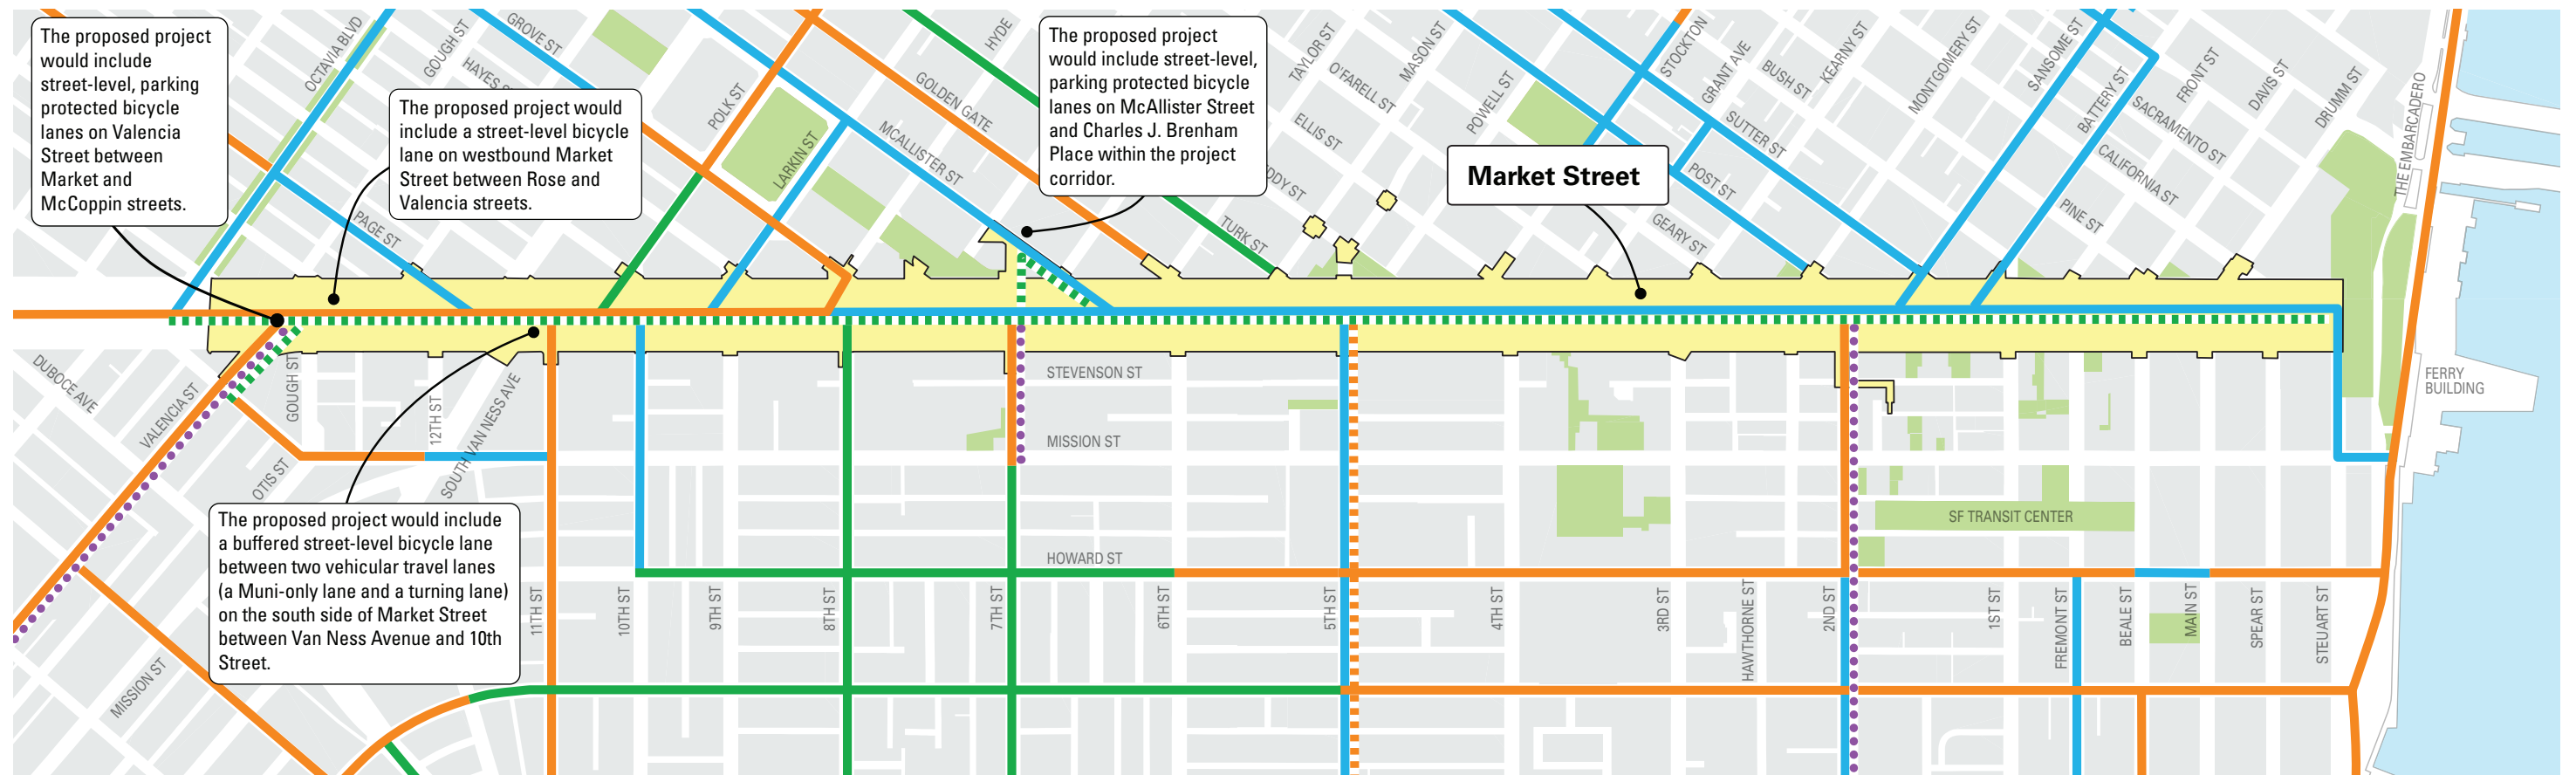 The proposed project
would include
street-level, parking
protected bicycle
lanes on Valencia
Street between
Market and
McCoppin streets.
The proposed project would
include a street-level bicycle
lane on westbound Market
Street between Rose and
Valencia streets.
The proposed project
would include street-level,
parking protected bicycle
lanes on McAllister Street
and Charles J. Brenham
Place within the project
corridor.
Market Street
The proposed project would include
a buffered street-level bicycle lane
between two vehicular travel lanes
(a Muni-only lane and a turning lane)
on the south side of Market Street
between Van Ness Avenue and 10th
Street.
OCTAVIA BLVD
GOUGH ST
GROVE ST
HAYES S
PAGE ST
POLK ST
LARKIN ST
MCALLISTER ST
GOLDEN GATE
HYDE
TURK ST
DDY ST
ELLIS ST
O'FARELL ST
TAYLOR ST
MASON ST
POWELL ST
STOCKTON
GRANT AVE
BUSH ST
KEARNY ST
SUTTER ST
POST ST
GEARY ST
MONTGOMERY ST
SANSOME ST
BATTERY ST
SACRAMENTO ST
CALIFORNIA ST
PINE ST
FRONT ST
DAVIS ST
DRUMM ST
THE EMBARCADERO
FERRY
BUILDING
DUBOCE AVE
VALENCIA ST
GOUGH ST
12TH ST
SOUTH VAN NESS AVE
OTIS ST
MISSION ST
STEVENSON ST
MISSION ST
HOWARD ST
SF TRANSIT CENTER
11TH ST
10TH ST
9TH ST
8TH ST
7TH ST
6TH ST
5TH ST
4TH ST
3RD ST
HAWTHORNE ST
2ND ST
1ST ST
FREMONT ST
BEALE ST
MAIN ST
SPEAR ST
STEUART ST